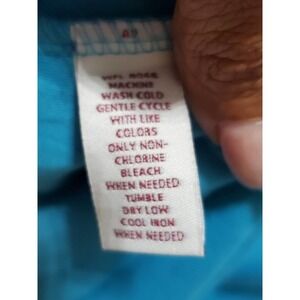 MACHINE
WASH COLD
GENTLE CYCLE
WITH LIKE
COLORS
ONLY NON-
CHLORINE
BLEACH
WHEN NEEDED
TUMBLE
DRY LOW
COOL IRON
WHEN NEEDED